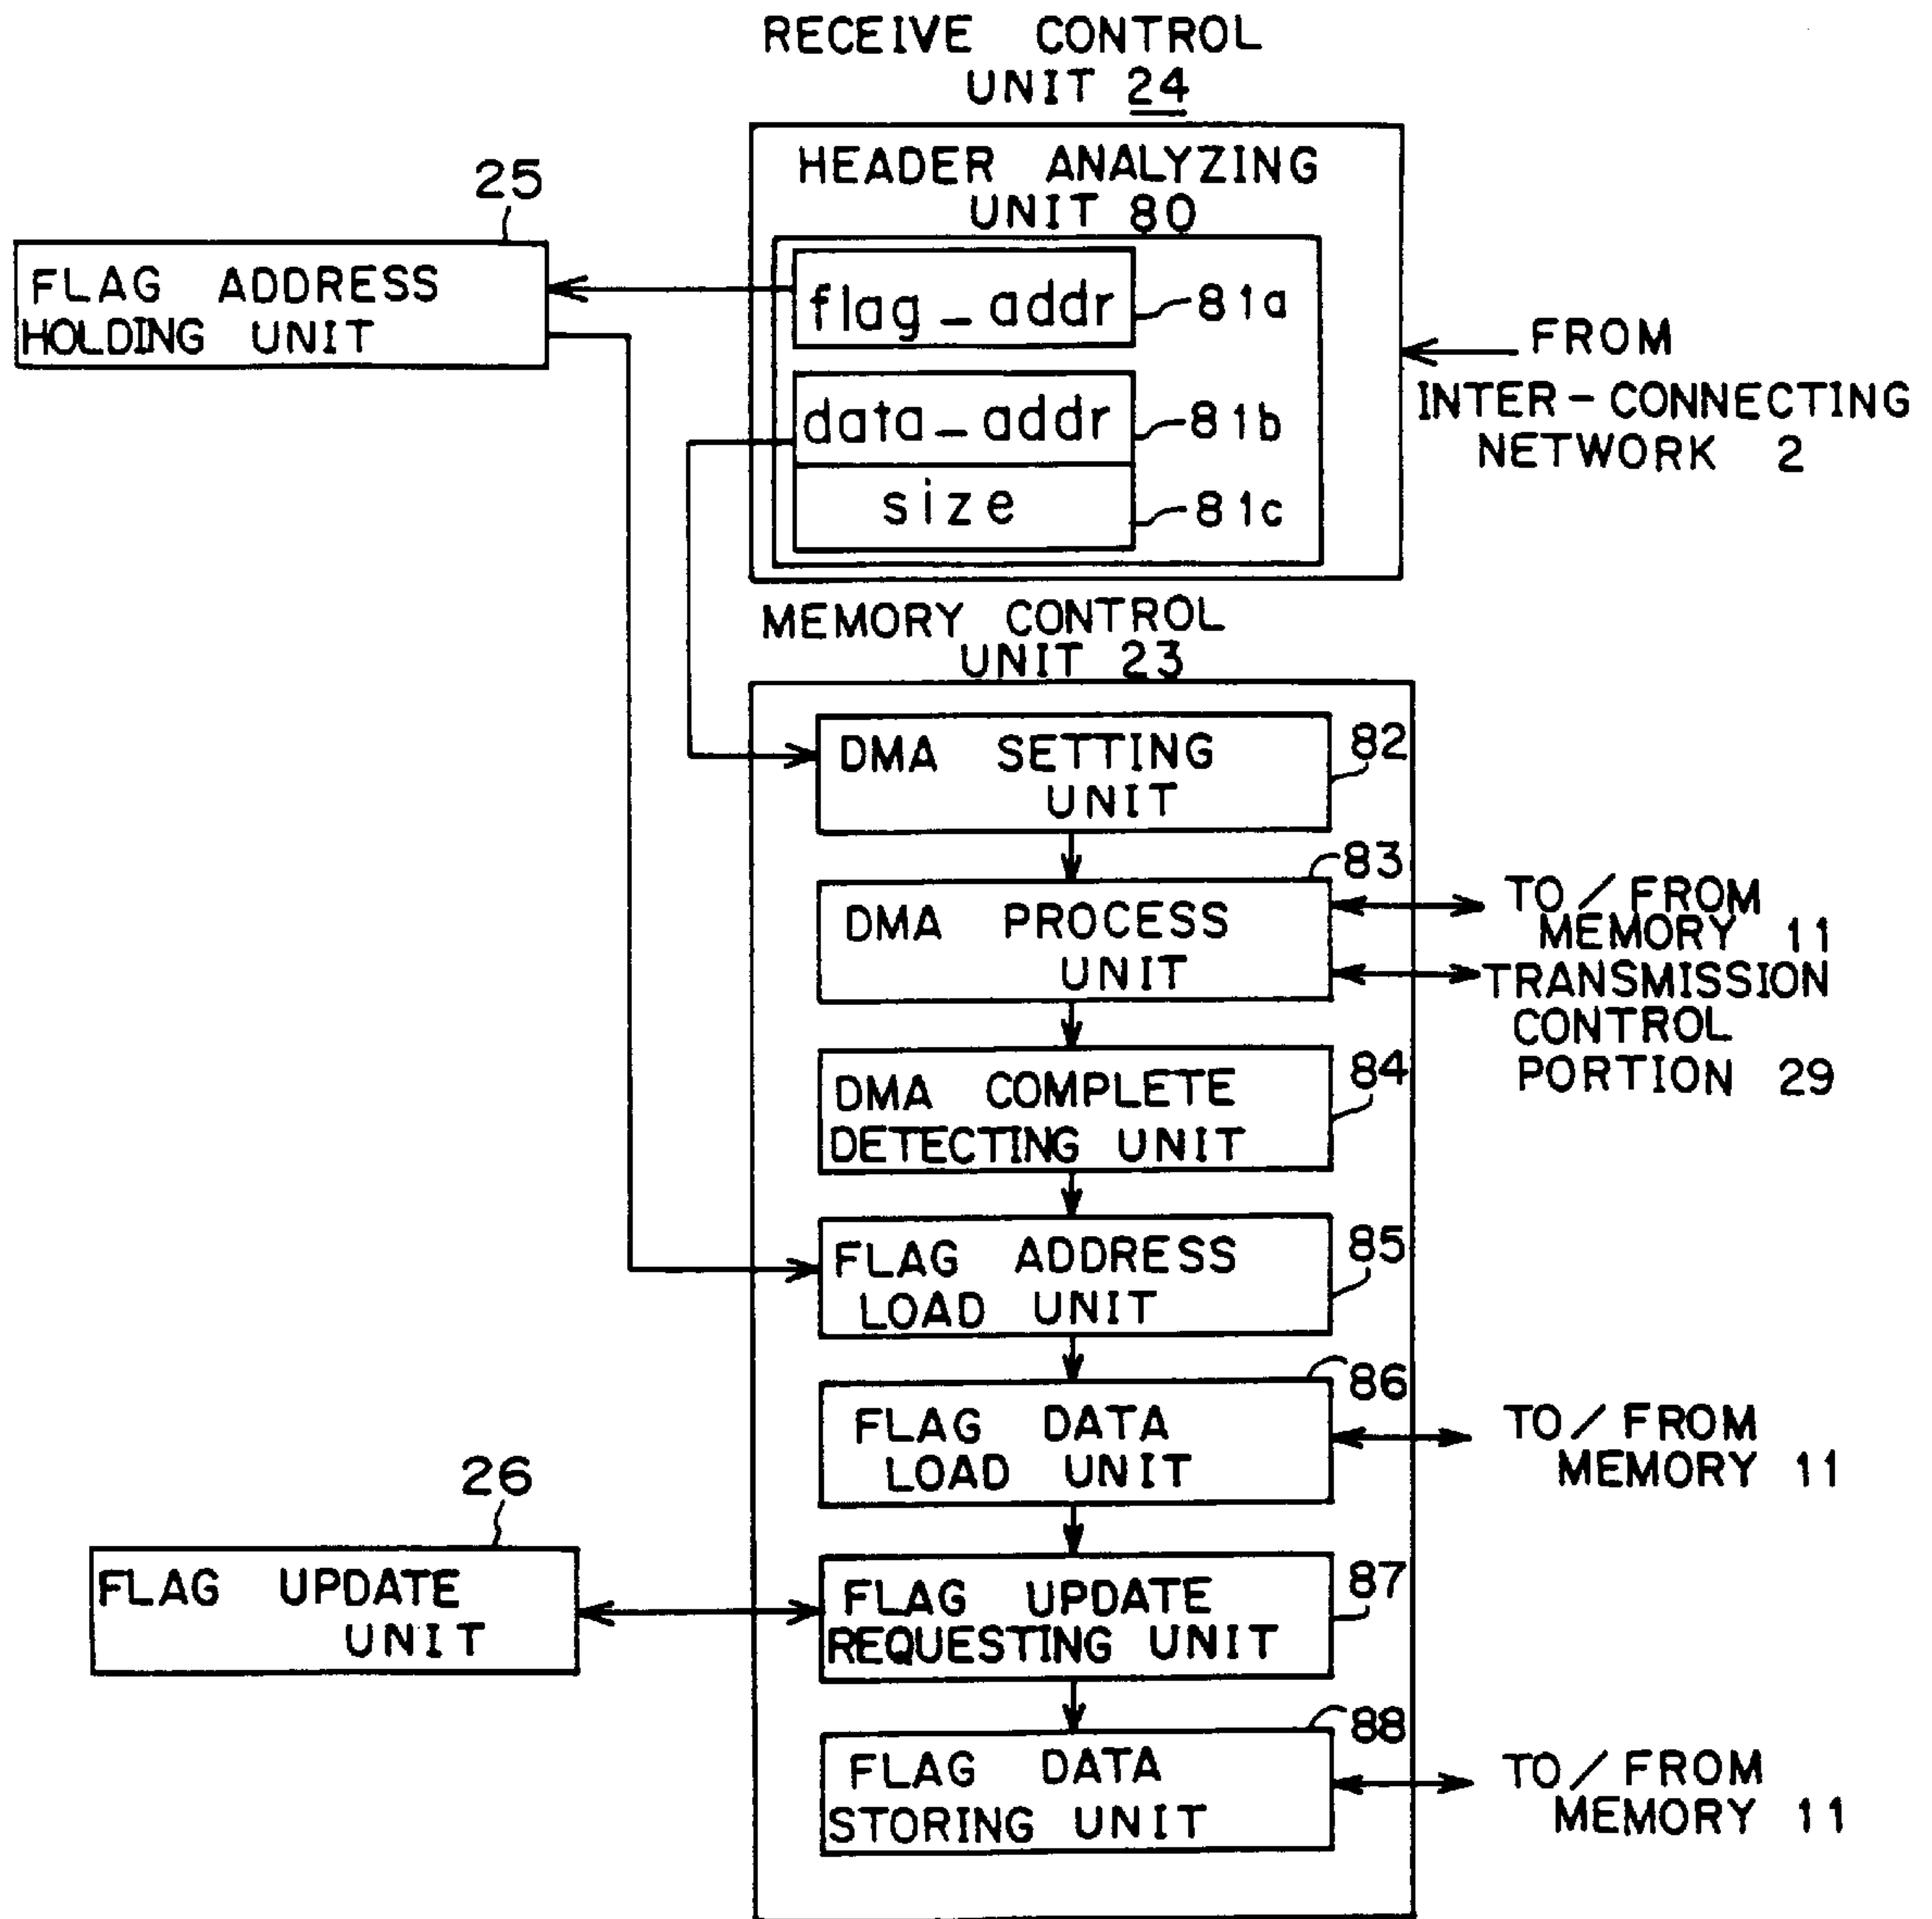 RECEIVE CONTROL
UNIT 24
HEADER ANALYZING
UNIT 80
25
FLAG ADDRESS
HOLDING UNIT
flag_addr
81a
data_addr
81b
size
81c
FROM
INTER-CONNECTING
NETWORK 2
MEMORY CONTROL
UNIT 23
DMA SETTING
UNIT
82
DMA PROCESS
UNIT
83
TO/FROM
MEMORY 11
TRANSMISSION
CONTROL
PORTION 29
DMA COMPLETE
DETECTING UNIT
84
FLAG ADDRESS
LOAD UNIT
85
FLAG DATA
LOAD UNIT
86
TO/FROM
MEMORY 11
26
FLAG UPDATE
UNIT
FLAG UPDATE
REQUESTING UNIT
87
FLAG DATA
STORING UNIT
88
TO/FROM
MEMORY 11